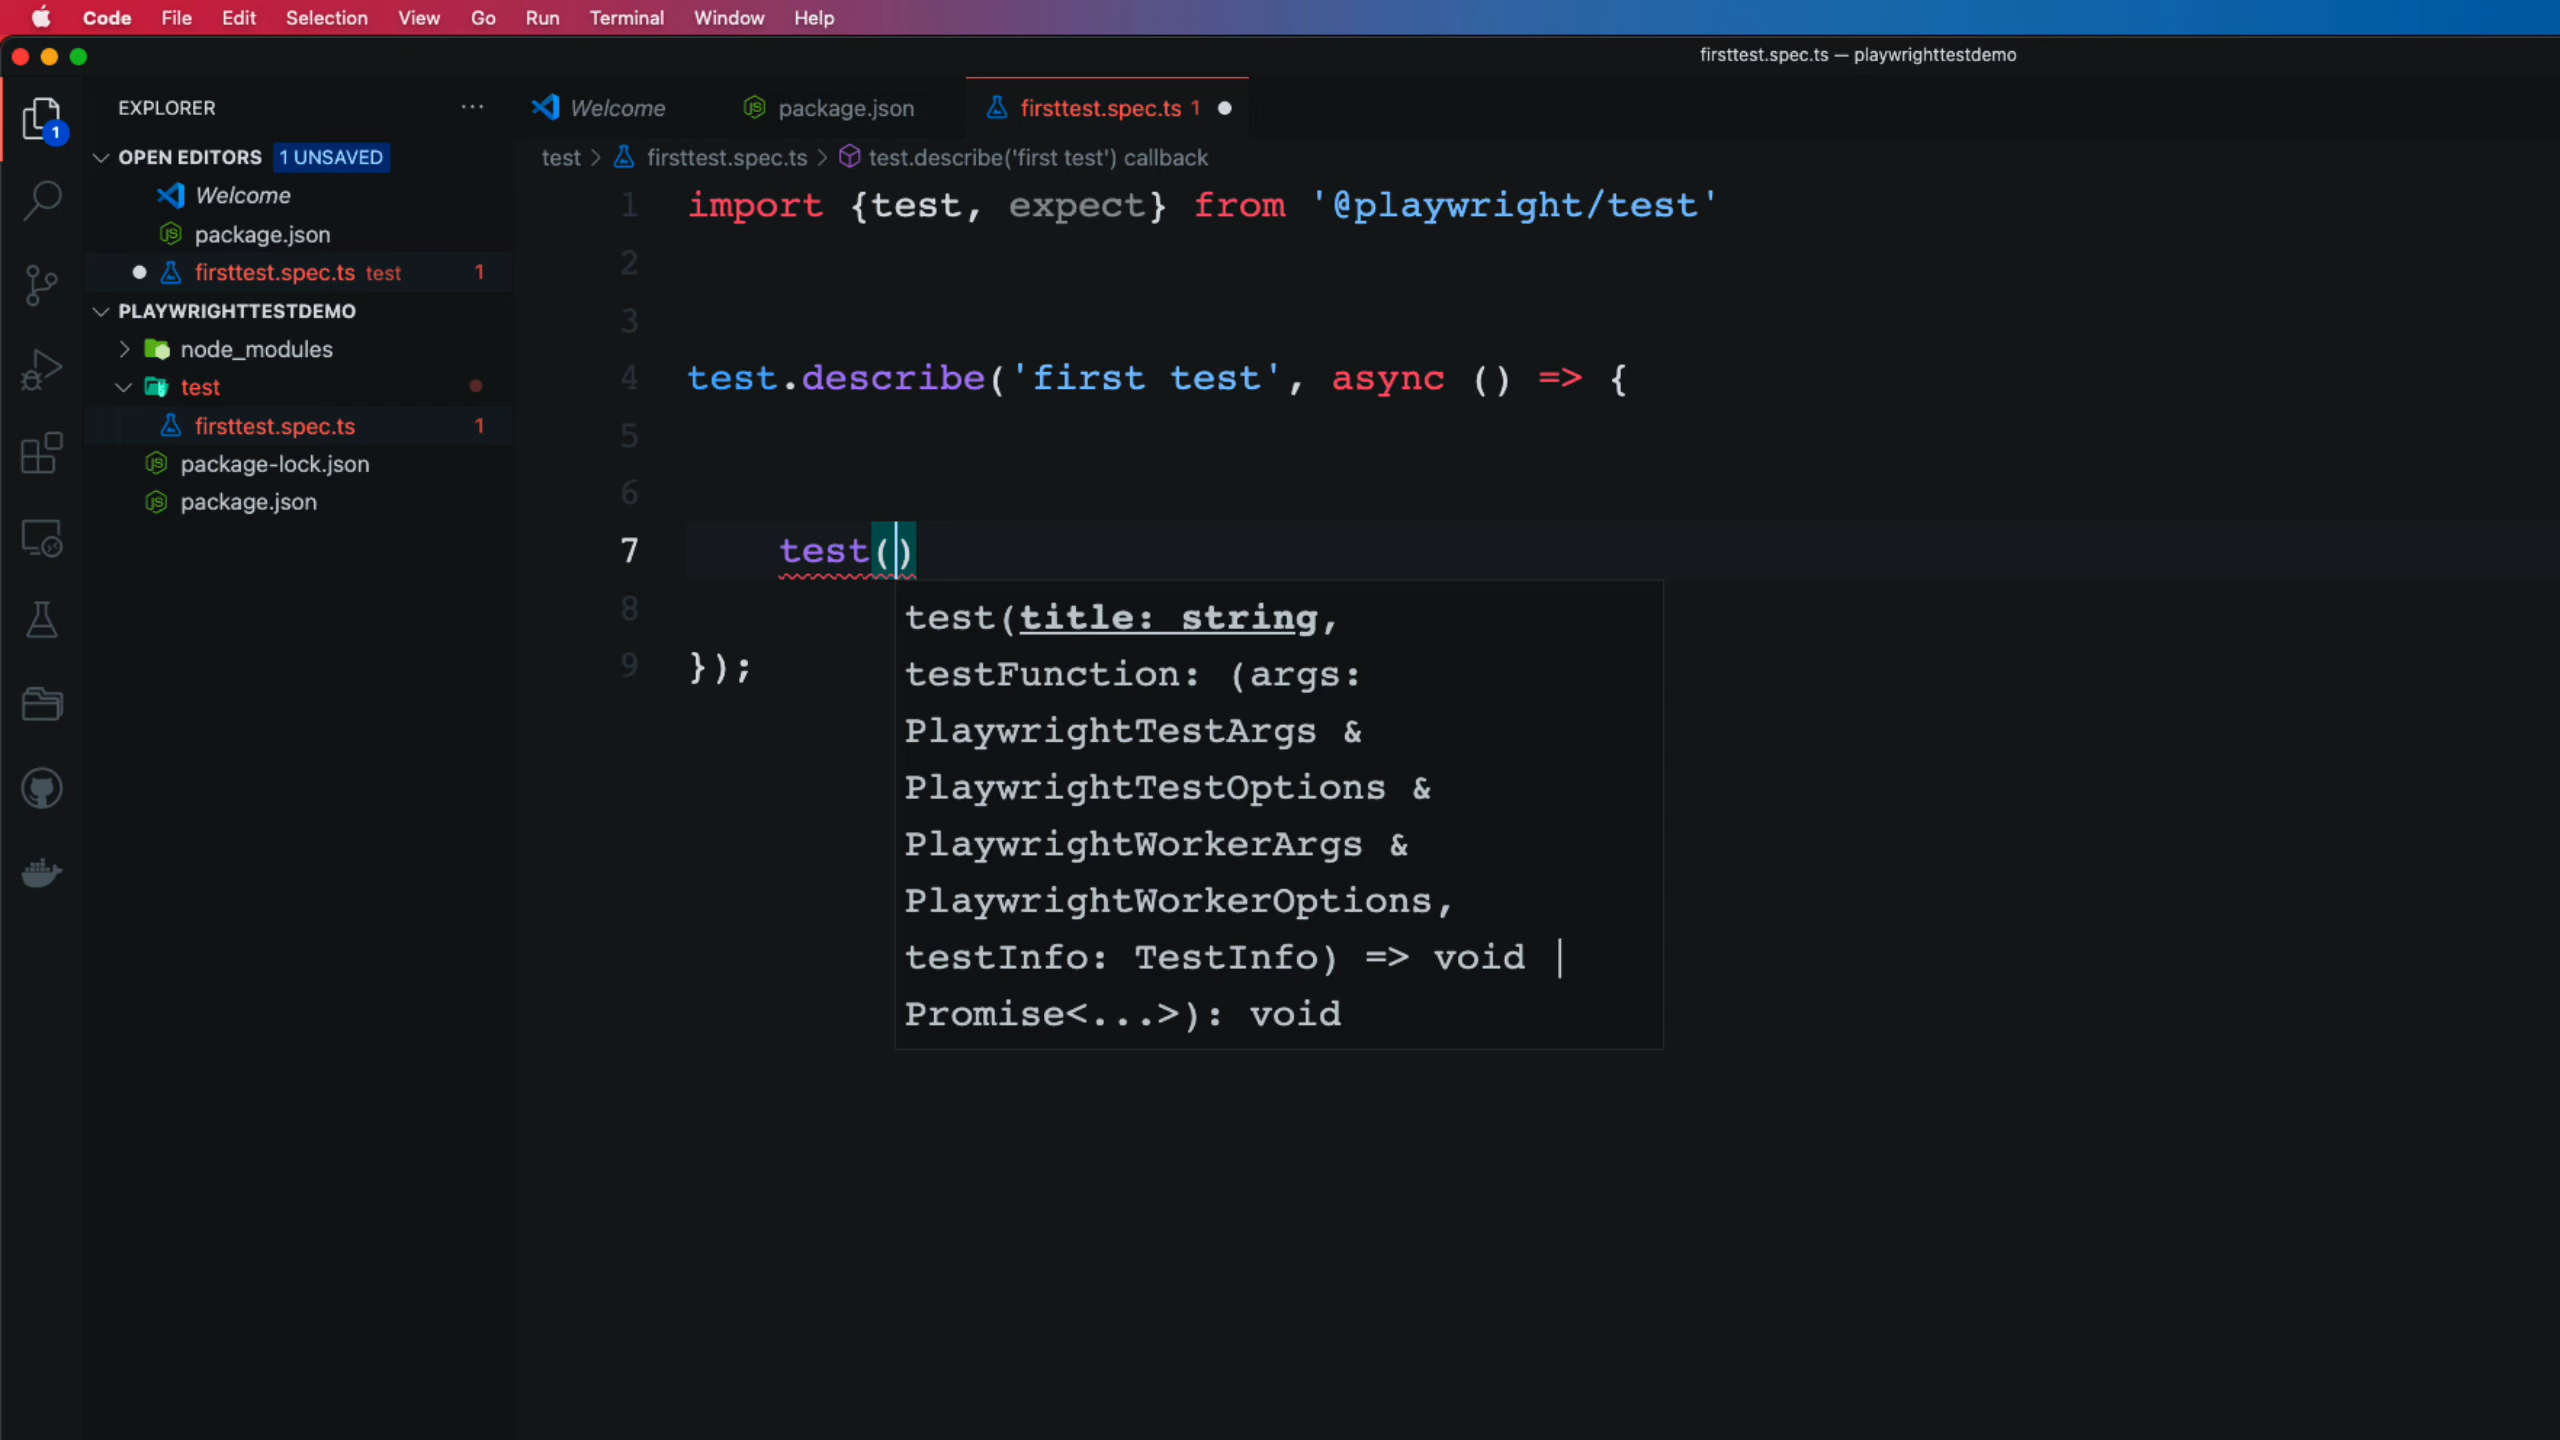 Code File Edit Selection View Go Run Terminal Window Help
firsttest.spec.ts — playwrighttestdemo
EXPLORER ...
Welcome package.json firsttest.spec.ts 1
1
OPEN EDITORS 1 UNSAVED
test > firsttest.spec.ts > test.describe('first test') callback
Welcome
package.json
firsttest.spec.ts test 1
PLAYWRIGHTTESTDEMO
node_modules
test
firsttest.spec.ts 1
package-lock.json
package.json
1 import {test, expect} from '@playwright/test'
2
3
4 test.describe('first test', async () => {
5
6
7 test()
8
9 });
test(title: string,
testFunction: (args:
PlaywrightTestArgs &
PlaywrightTestOptions &
PlaywrightWorkerArgs &
PlaywrightWorkerOptions,
testInfo: TestInfo) => void |
Promise<...>): void